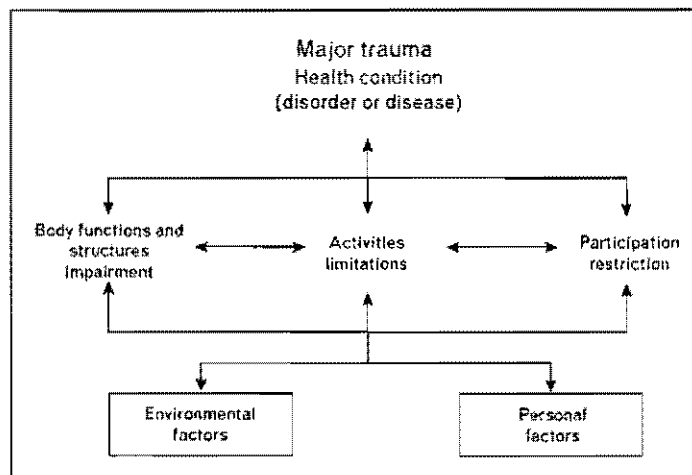 Major trauma
Health condition
(disorder or disease)
Body functions and
structures
Impairment
Activities
limitations
Participation
restriction
Environmental
factors
Personal
factors